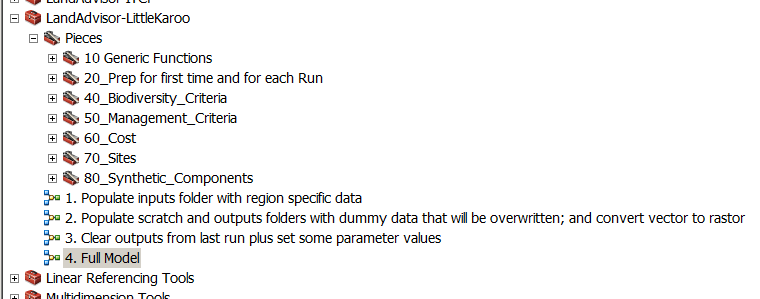 LandAdvisor-ITCP
LandAdvisor-LittleKaroo
Pieces
10 Generic Functions
20_Prep for first time and for each Run
40_Biodiversity_Criteria
50_Management_Criteria
60_Cost
70_Sites
80_Synthetic_Components
1. Populate inputs folder with region specific data
2. Populate scratch and outputs folders with dummy data that will be overwritten; and convert vector to rastor
3. Clear outputs from last run plus set some parameter values
4. Full Model
Linear Referencing Tools
Multidimension Tools